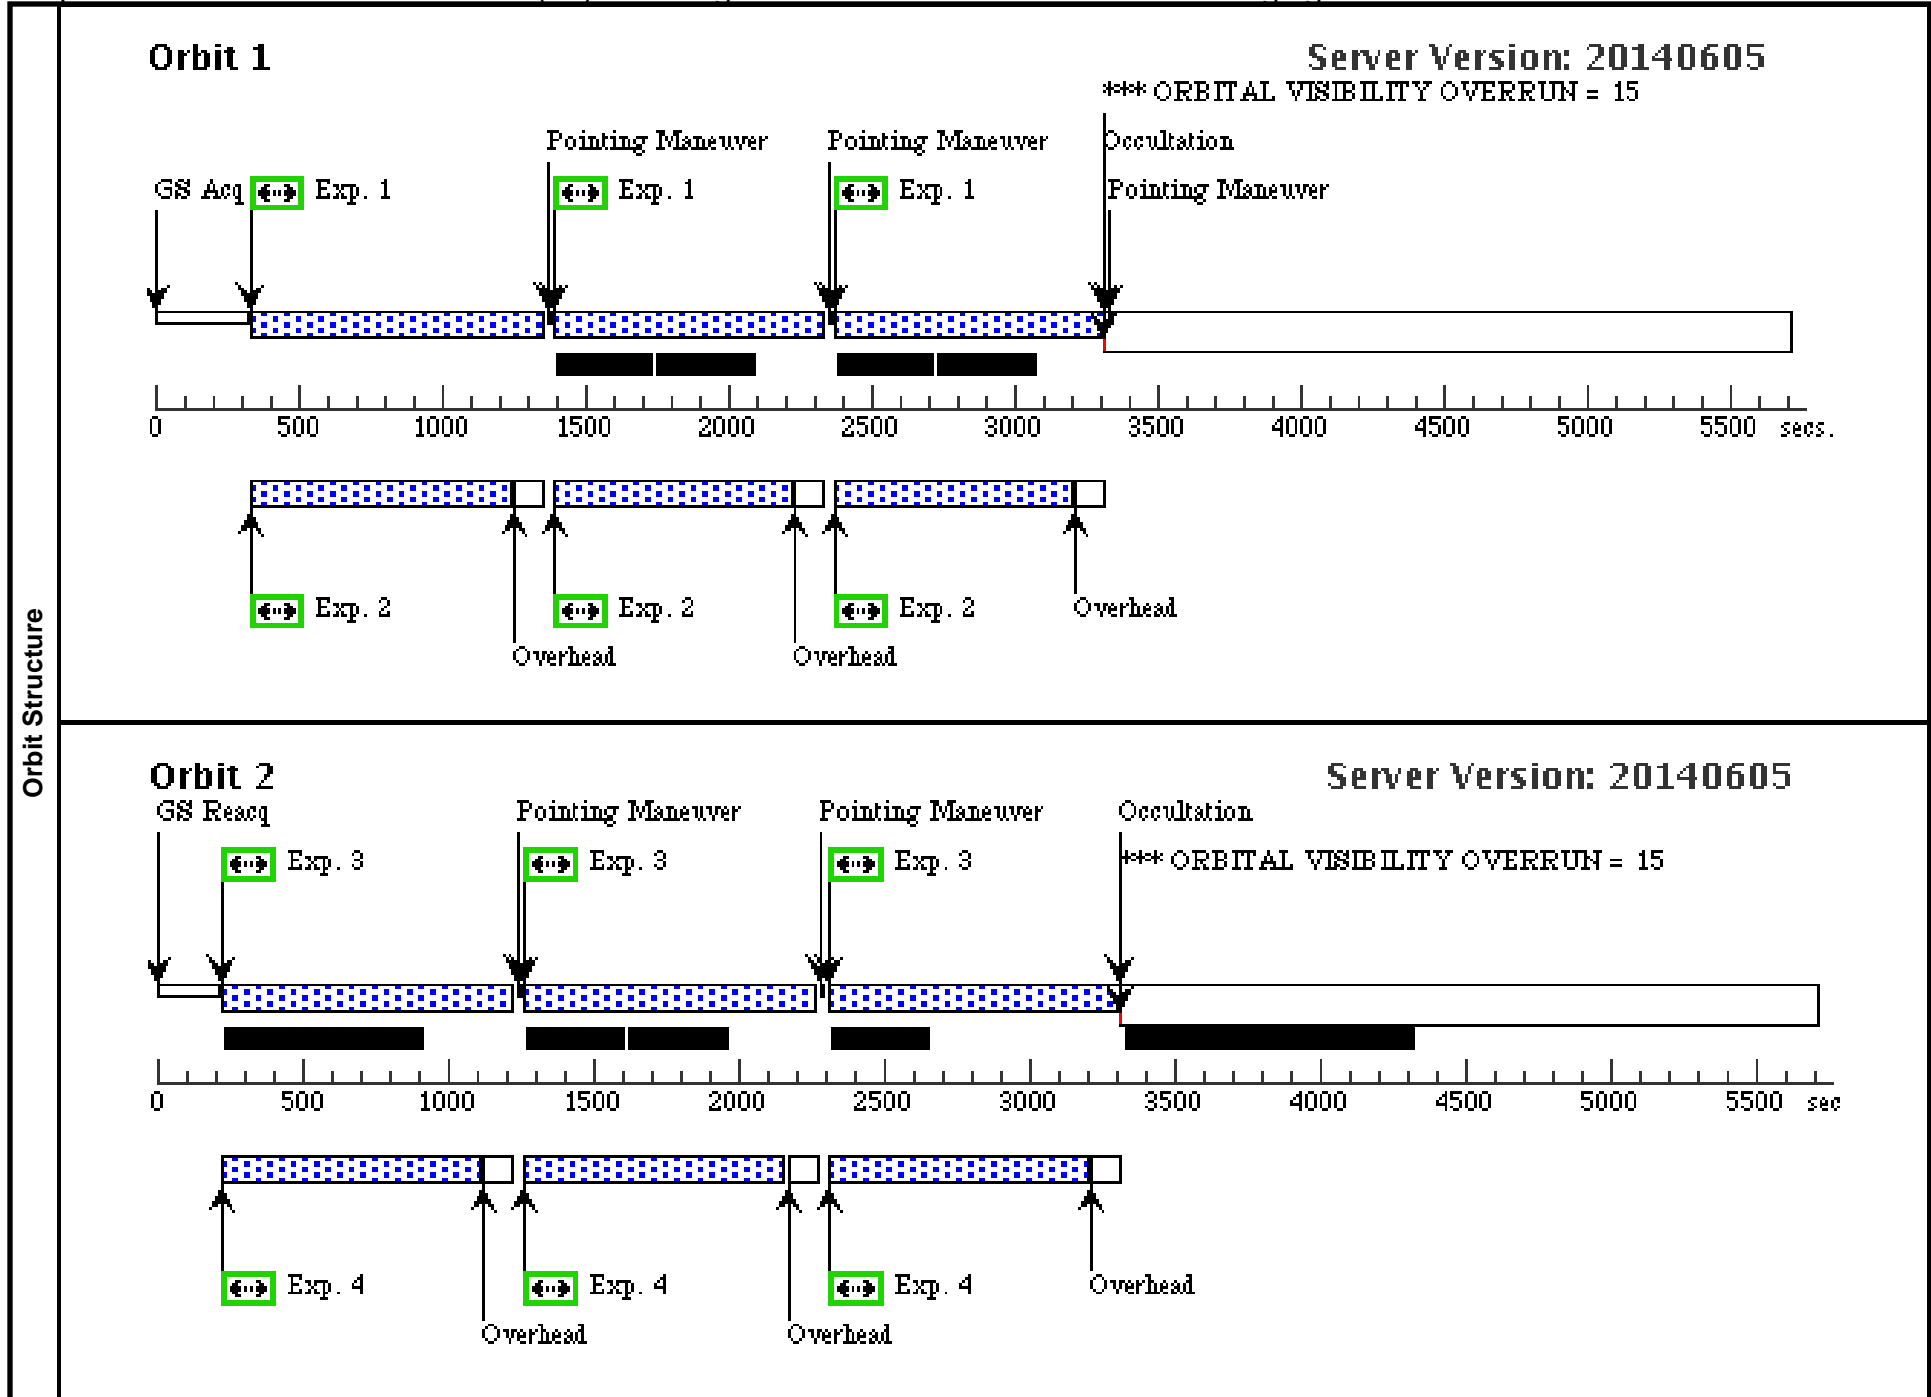 Orbit Structure
Orbit 1
Server Version: 20140605
*** ORBITAL VISIBILITY OVERRUN = 15
Pointing Maneuver
Pointing Maneuver
Occultation
GS Acq
Exp. 1
Exp. 1
Exp. 1
Pointing Maneuver
0 500 1000 1500 2000 2500 3000 3500 4000 4500 5000 5500 secs.
Exp. 2
Exp. 2
Exp. 2
Overhead
Overhead
Overhead
Orbit 2
Server Version: 20140605
GS Reacq
Pointing Maneuver
Pointing Maneuver
Occultation
Exp. 3
Exp. 3
Exp. 3
*** ORBITAL VISIBILITY OVERRUN = 15
0 500 1000 1500 2000 2500 3000 3500 4000 4500 5000 5500 sec
Exp. 4
Exp. 4
Exp. 4
Overhead
Overhead
Overhead